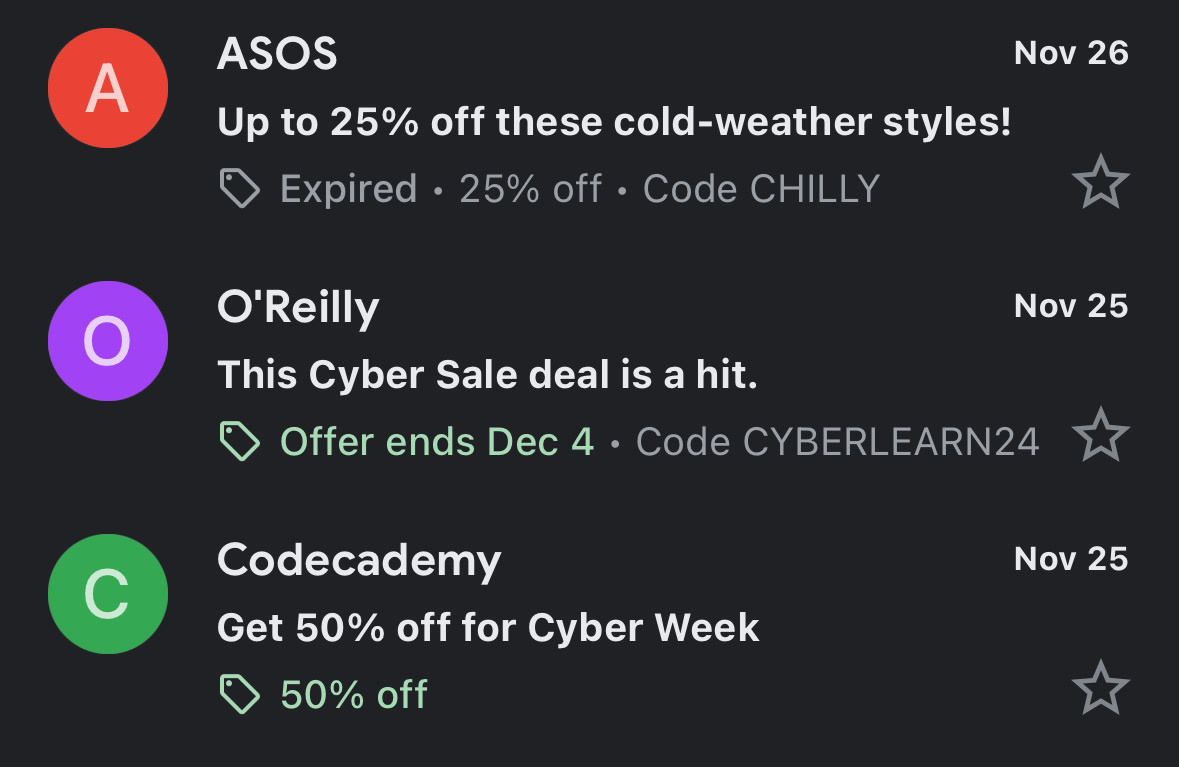 A
ASOS
Nov 26
Up to 25% off these cold-weather styles!
Expired • 25% off • Code CHILLY
O
O'Reilly
Nov 25
This Cyber Sale deal is a hit.
Offer ends Dec 4 • Code CYBERLEARN24
C
Codecademy
Nov 25
Get 50% off for Cyber Week
50% off